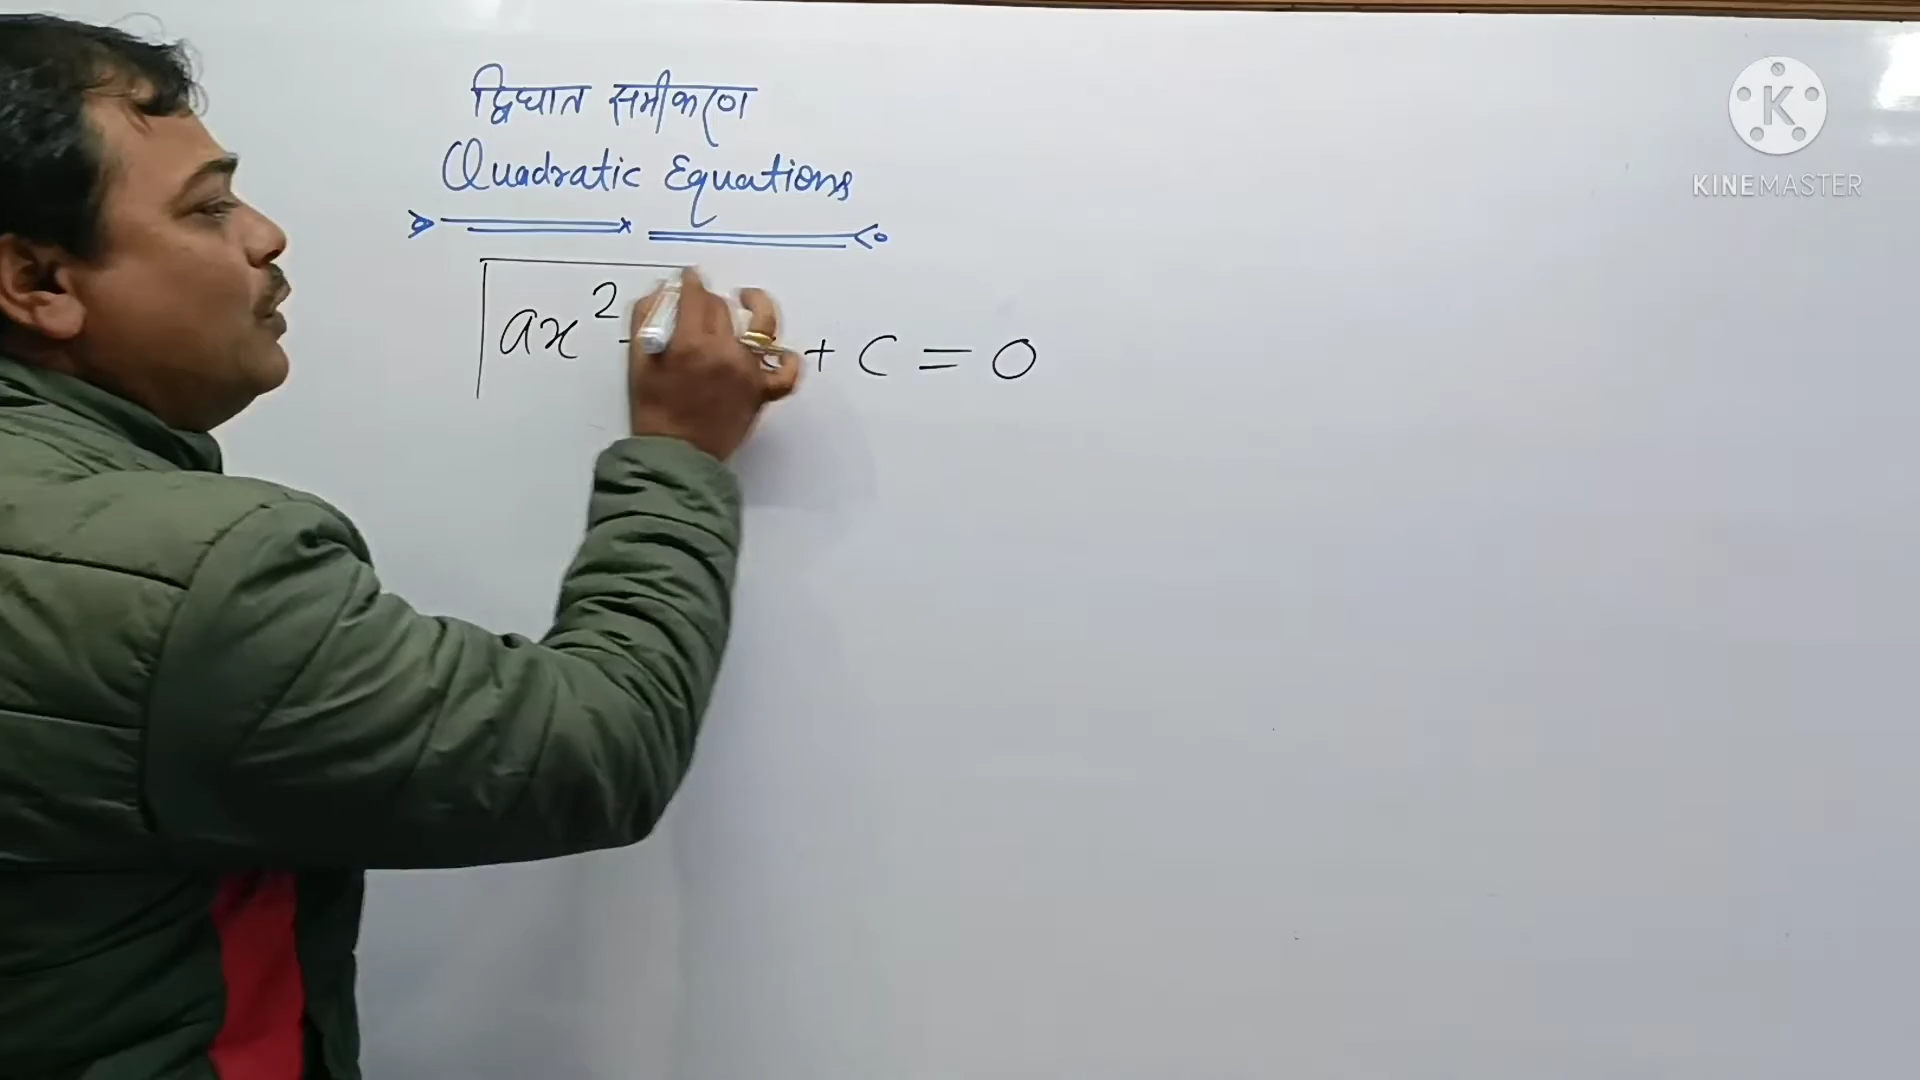 द्विघात समीकरण
Quadratic Equations
ax² + c = 0
K
KINEMASTER